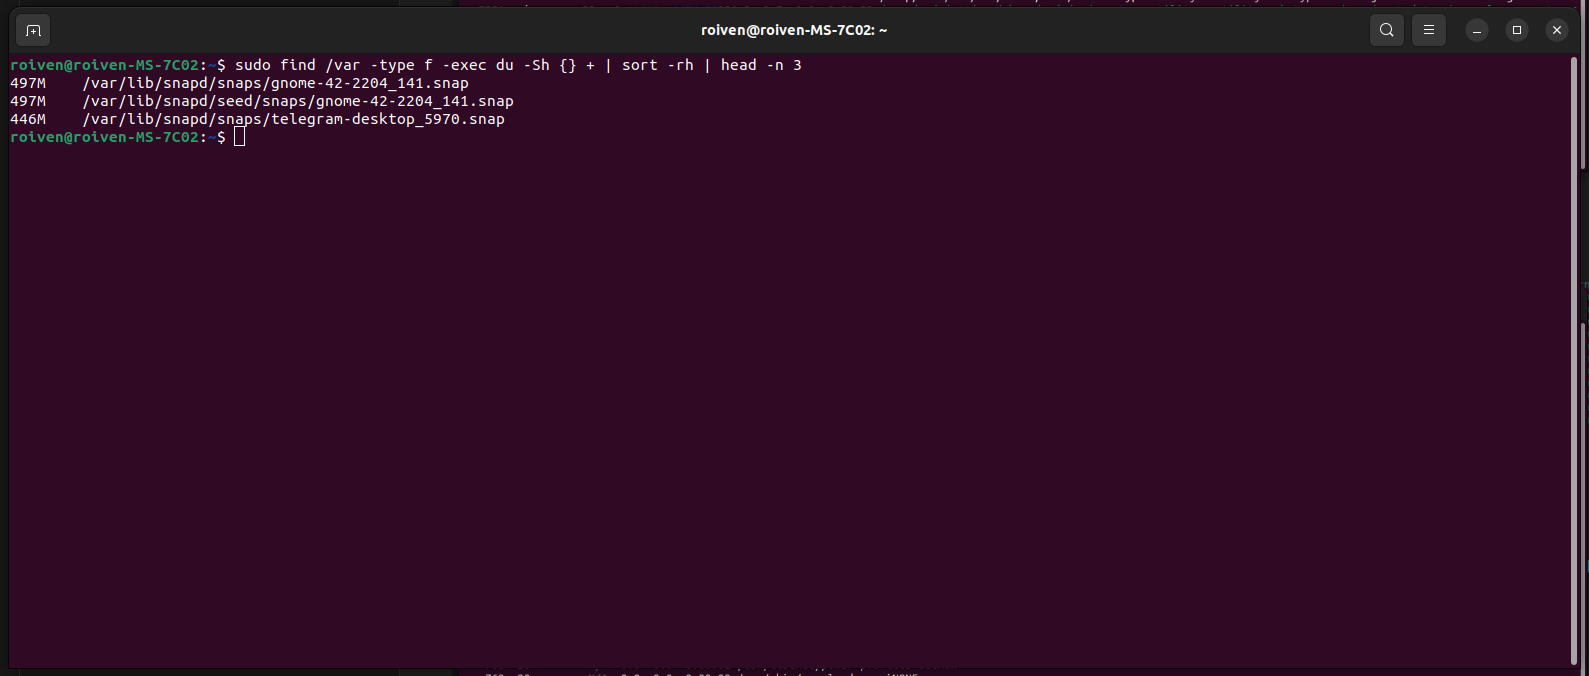 roiven@roiven-MS-7C02: ~
roiven@roiven-MS-7C02:~$ sudo find /var -type f -exec du -Sh {} + | sort -rh | head -n 3
497M    /var/lib/snapd/snaps/gnome-42-2204_141.snap
497M    /var/lib/snapd/seed/snaps/gnome-42-2204_141.snap
446M    /var/lib/snapd/snaps/telegram-desktop_5970.snap
roiven@roiven-MS-7C02:~$